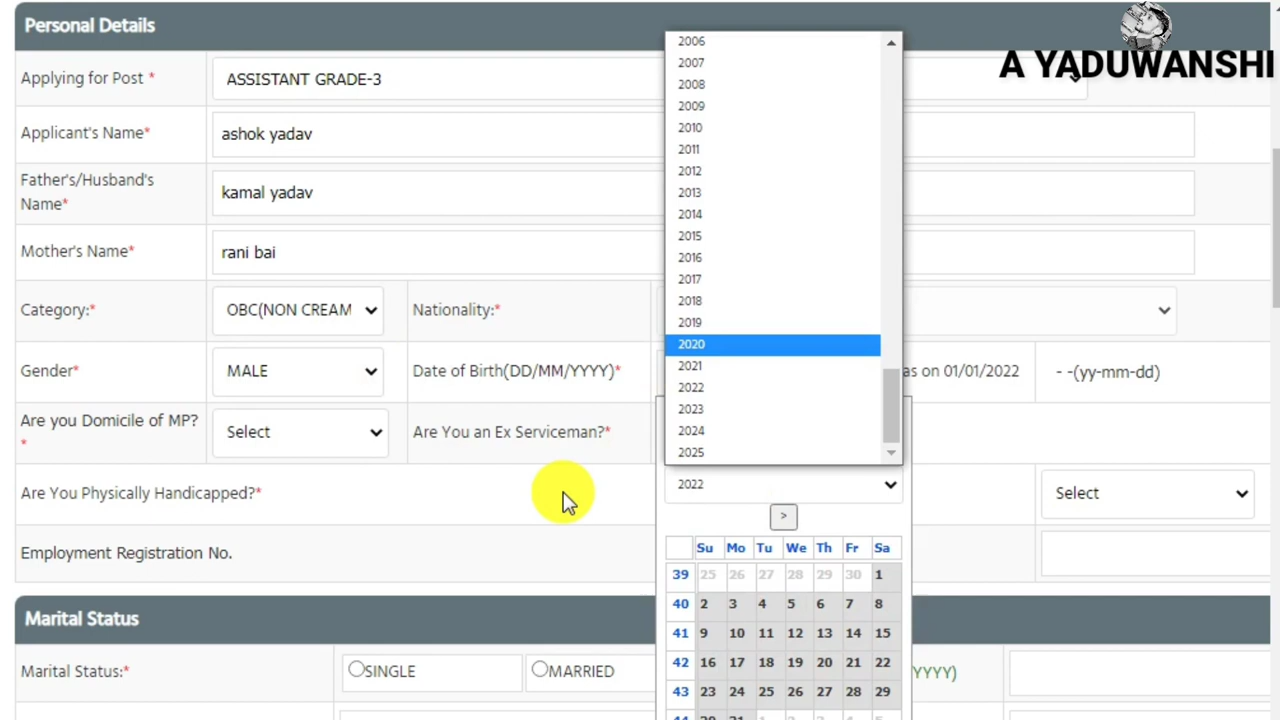 Personal Details
A YADUWANSHI
Applying for Post *
ASSISTANT GRADE-3
Applicant's Name*
ashok yadav
Father's/Husband's
Name*
kamal yadav
Mother's Name*
rani bai
Category:*
OBC(NON CREAM
Nationality:*
Gender*
MALE
Date of Birth(DD/MM/YYYY)*
as on 01/01/2022
- -(yy-mm-dd)
Are you Domicile of MP?
*
Select
Are You an Ex Serviceman?*
Are You Physically Handicapped?*
Select
Employment Registration No.
2006
2007
2008
2009
2010
2011
2012
2013
2014
2015
2016
2017
2018
2019
2020
2021
2022
2023
2024
2025
2022
>
Su Mo Tu We Th Fr Sa
39 25 26 27 28 29 30 1
40 2 3 4 5 6 7 8
41 9 10 11 12 13 14 15
42 16 17 18 19 20 21 22
43 23 24 25 26 27 28 29
Marital Status
Marital Status:*
SINGLE
MARRIED
YYYY)